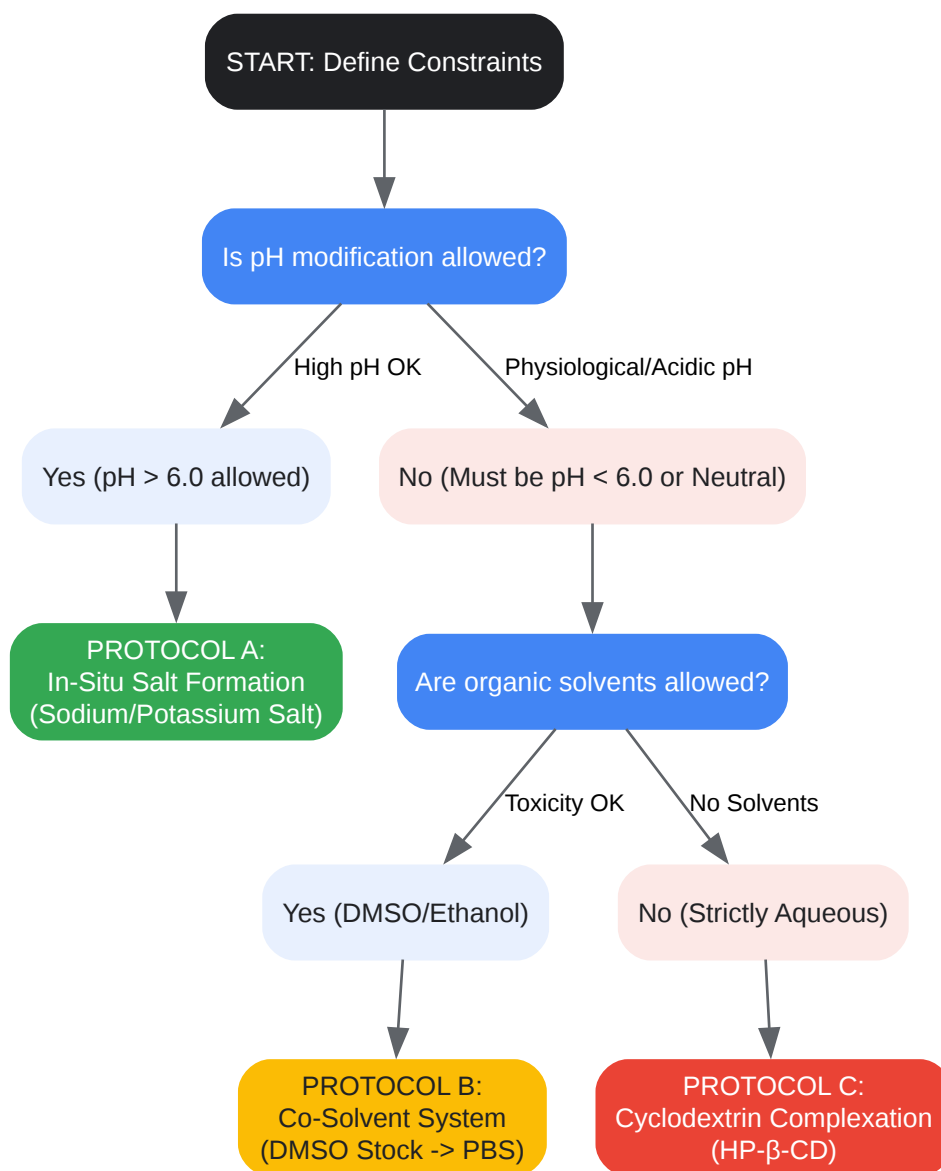 START: Define Constraints
Is pH modification allowed?
High pH OK
Physiological/Acidic pH
Yes (pH > 6.0 allowed)
No (Must be pH < 6.0 or Neutral)
PROTOCOL A:
In-Situ Salt Formation
(Sodium/Potassium Salt)
Are organic solvents allowed?
Toxicity OK
No Solvents
Yes (DMSO/Ethanol)
No (Strictly Aqueous)
PROTOCOL B:
Co-Solvent System
(DMSO Stock -> PBS)
PROTOCOL C:
Cyclodextrin Complexation
(HP-β-CD)